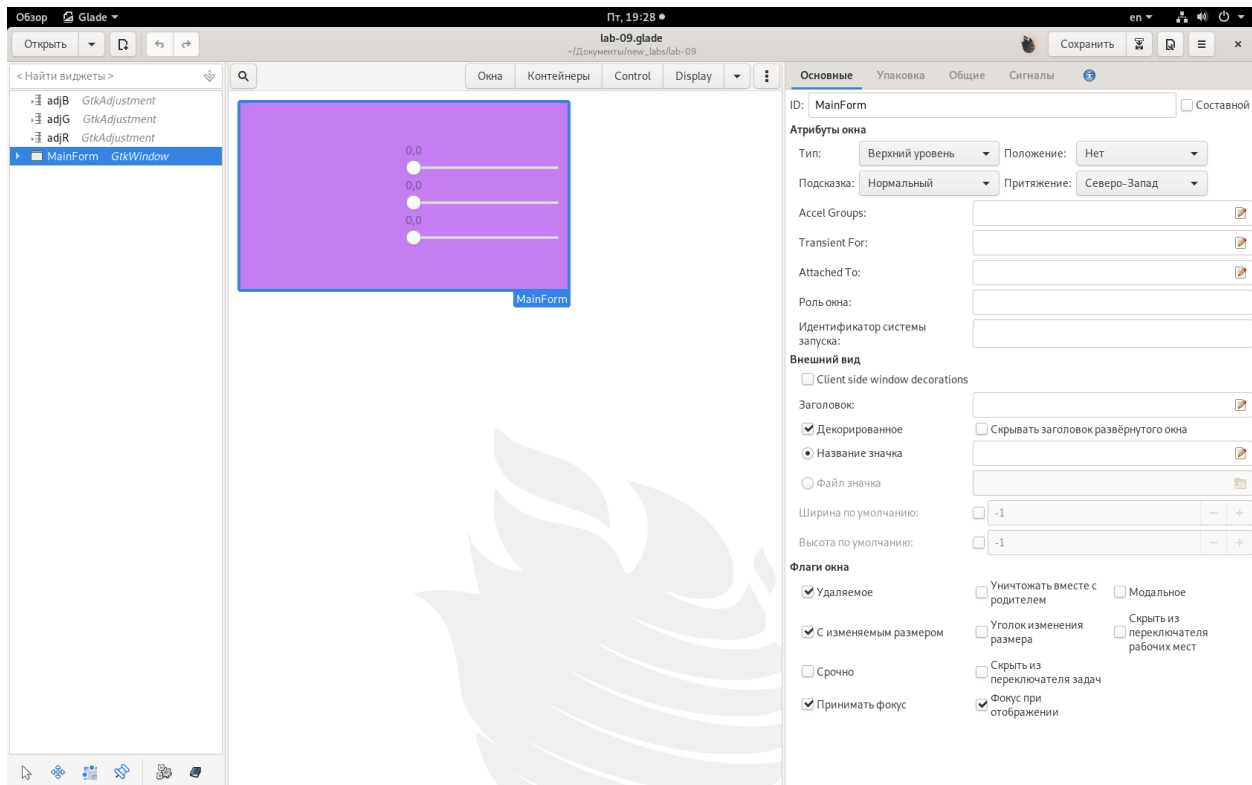 Обзор Glade Пт, 19:28 en
Открыть lab-09.glade Сохранить
~/Документы/new_labs/lab-09
< Найти виджеты >
adjB GtkAdjustment
adjG GtkAdjustment
adjR GtkAdjustment
MainForm GtkWindow
Окна Контейнеры Control Display
0,0
0,0
0,0
MainForm
Основные Упаковка Общие Сигналы
ID: MainForm Составной
Атрибуты окна
Тип: Верхний уровень Положение: Нет
Подсказка: Нормальный Притяжение: Северо-Запад
Accel Groups:
Transient For:
Attached To:
Роль окна:
Идентификатор системы
запуска:
Внешний вид
Client side window decorations
Заголовок:
Декорированное Скрывать заголовок развёрнутого окна
Название значка
Файл значка
Ширина по умолчанию: -1
Высота по умолчанию: -1
Флаги окна
Удаляемое Уничтожать вместе с
родителем Модальное
С изменяемым размером Уголок изменения
размера Скрыть из
переключателя
рабочих мест
Срочно Скрыть из
переключателя задач
Принимать фокус Фокус при
отображении